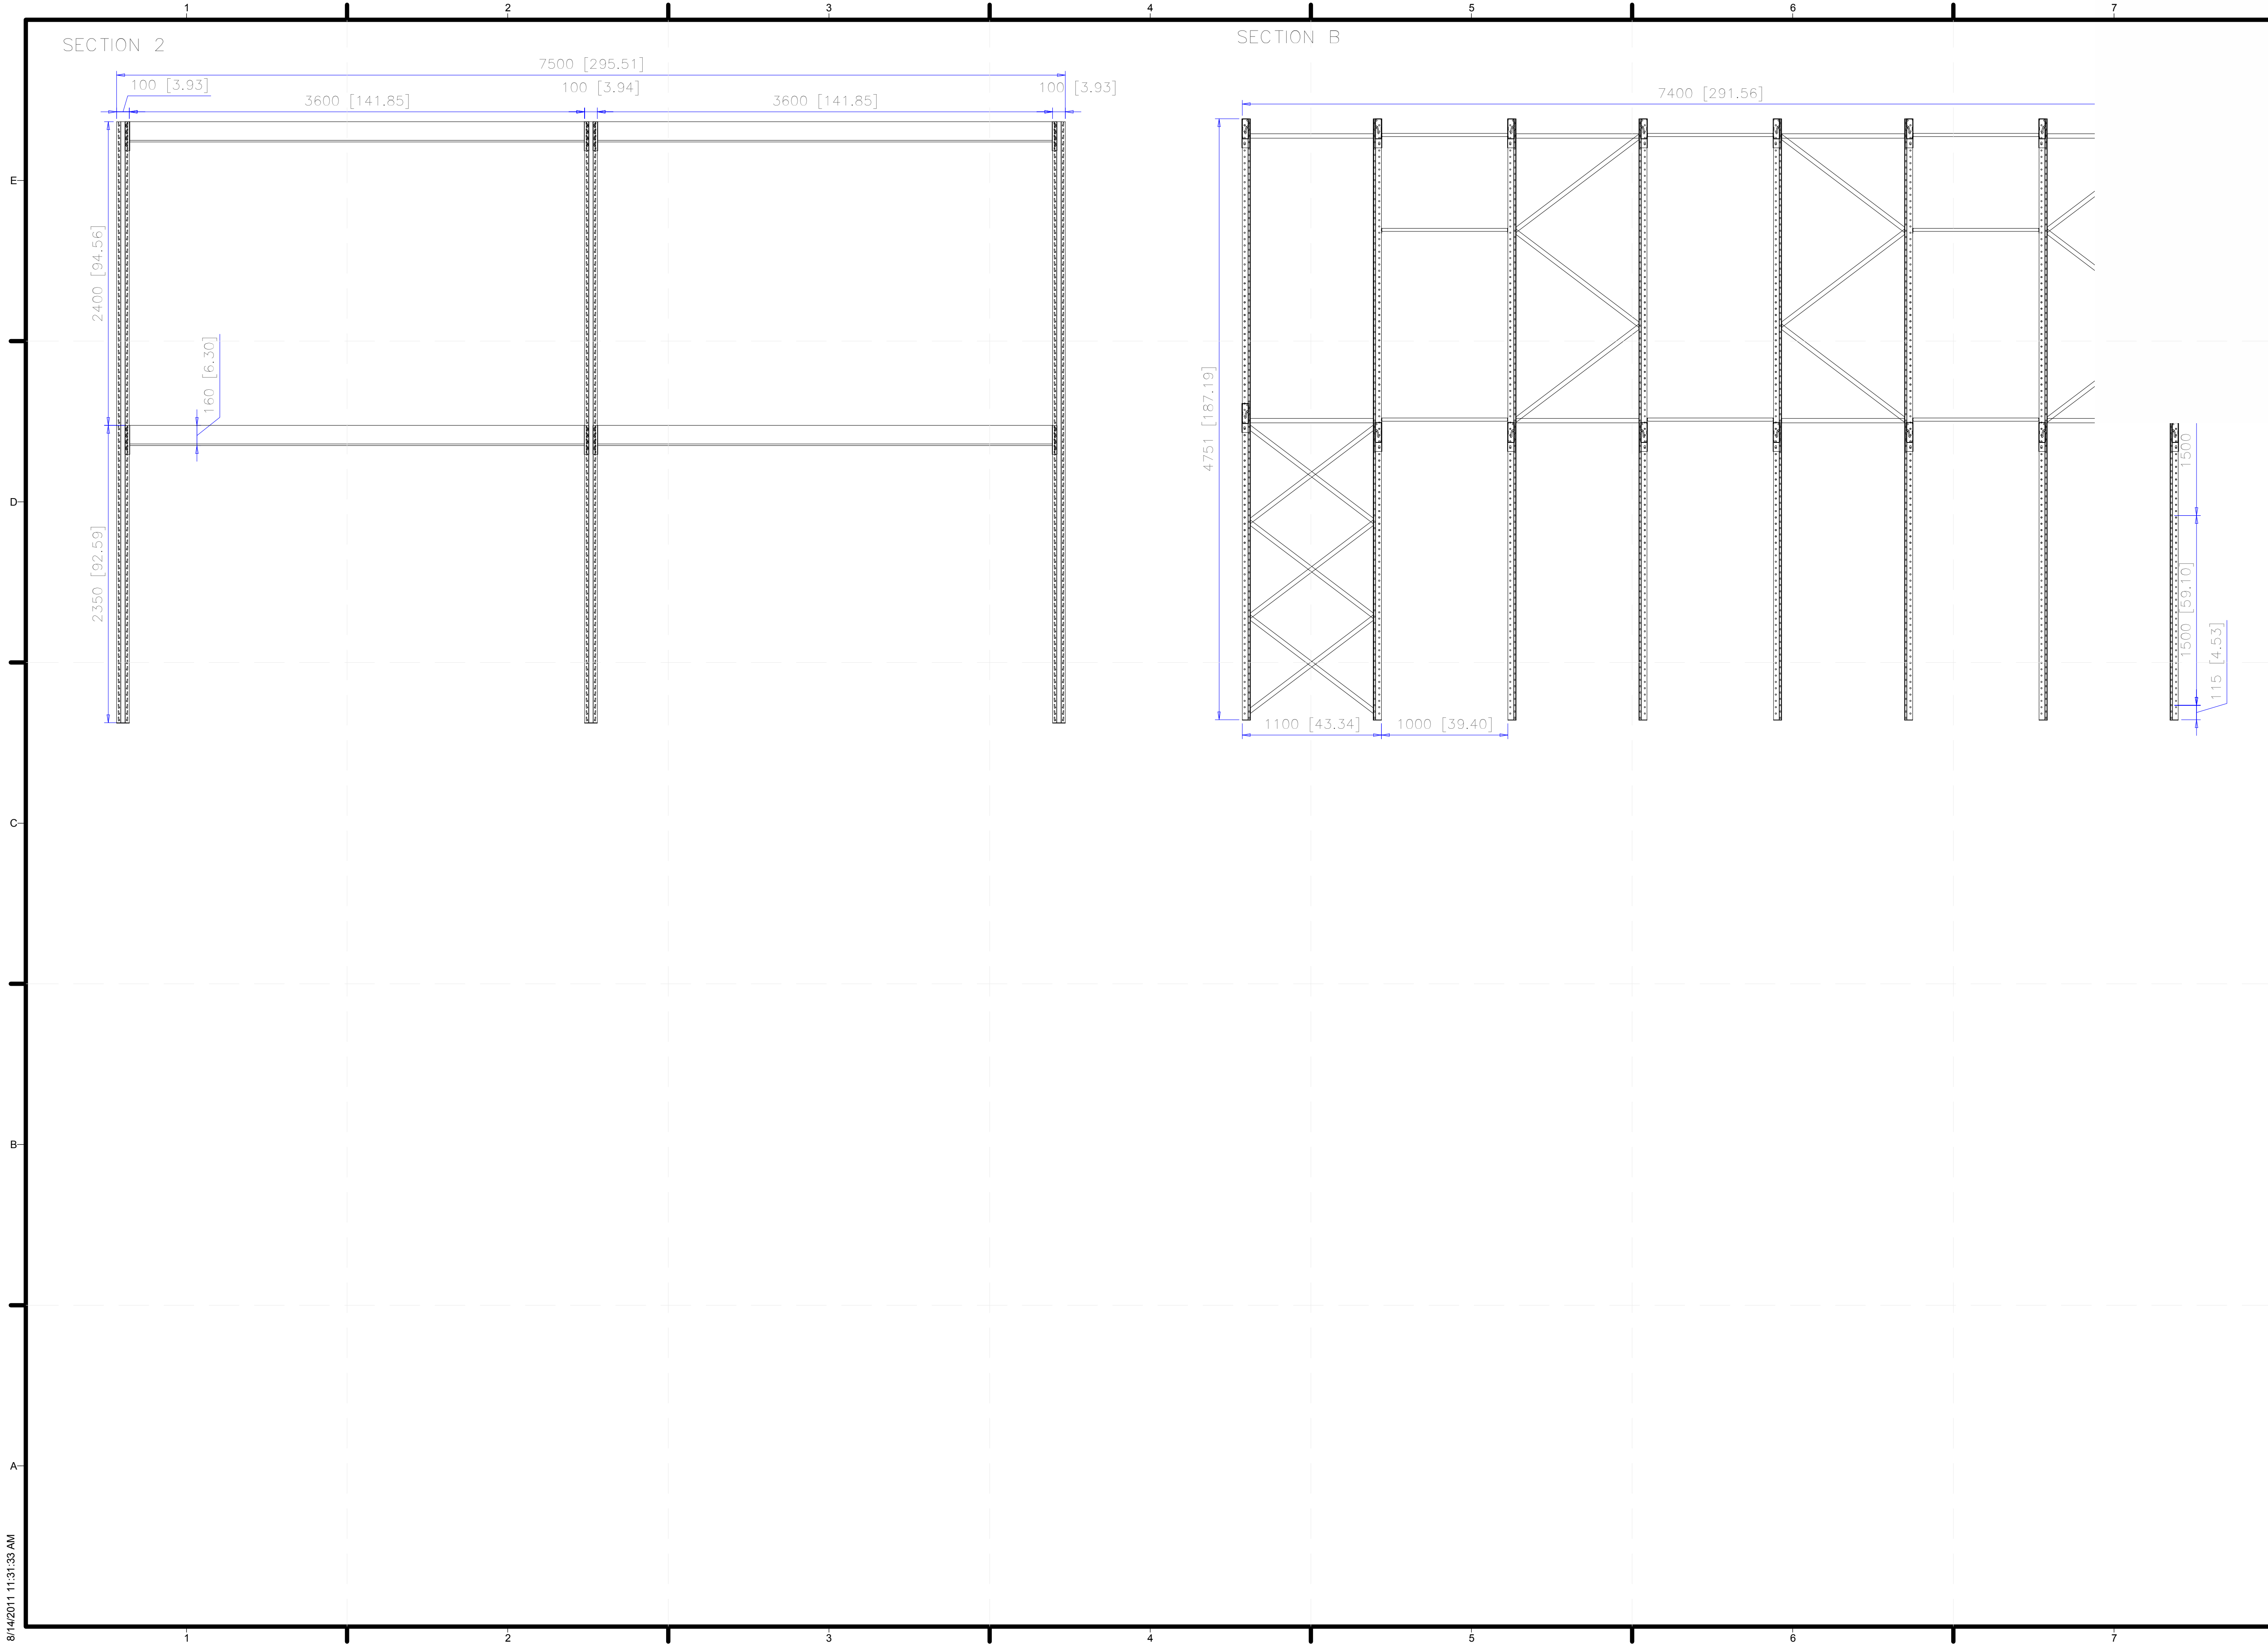 1 2 3 4 5 6 7
SECTION 2
SECTION B
7500 [295.51]
100 [3.93]
3600 [141.85]
100 [3.94]
3600 [141.85]
100 [3.93]
7400 [291.56]
E
2400 [94.56]
160 [6.30]
4751 [187.19]
1500
D
2350 [92.59]
1500 [59.10]
115 [4.53]
1100 [43.34]
1000 [39.40]
C
B
A
8/14/2011 11:31:33 AM
1 2 3 4 5 6 7